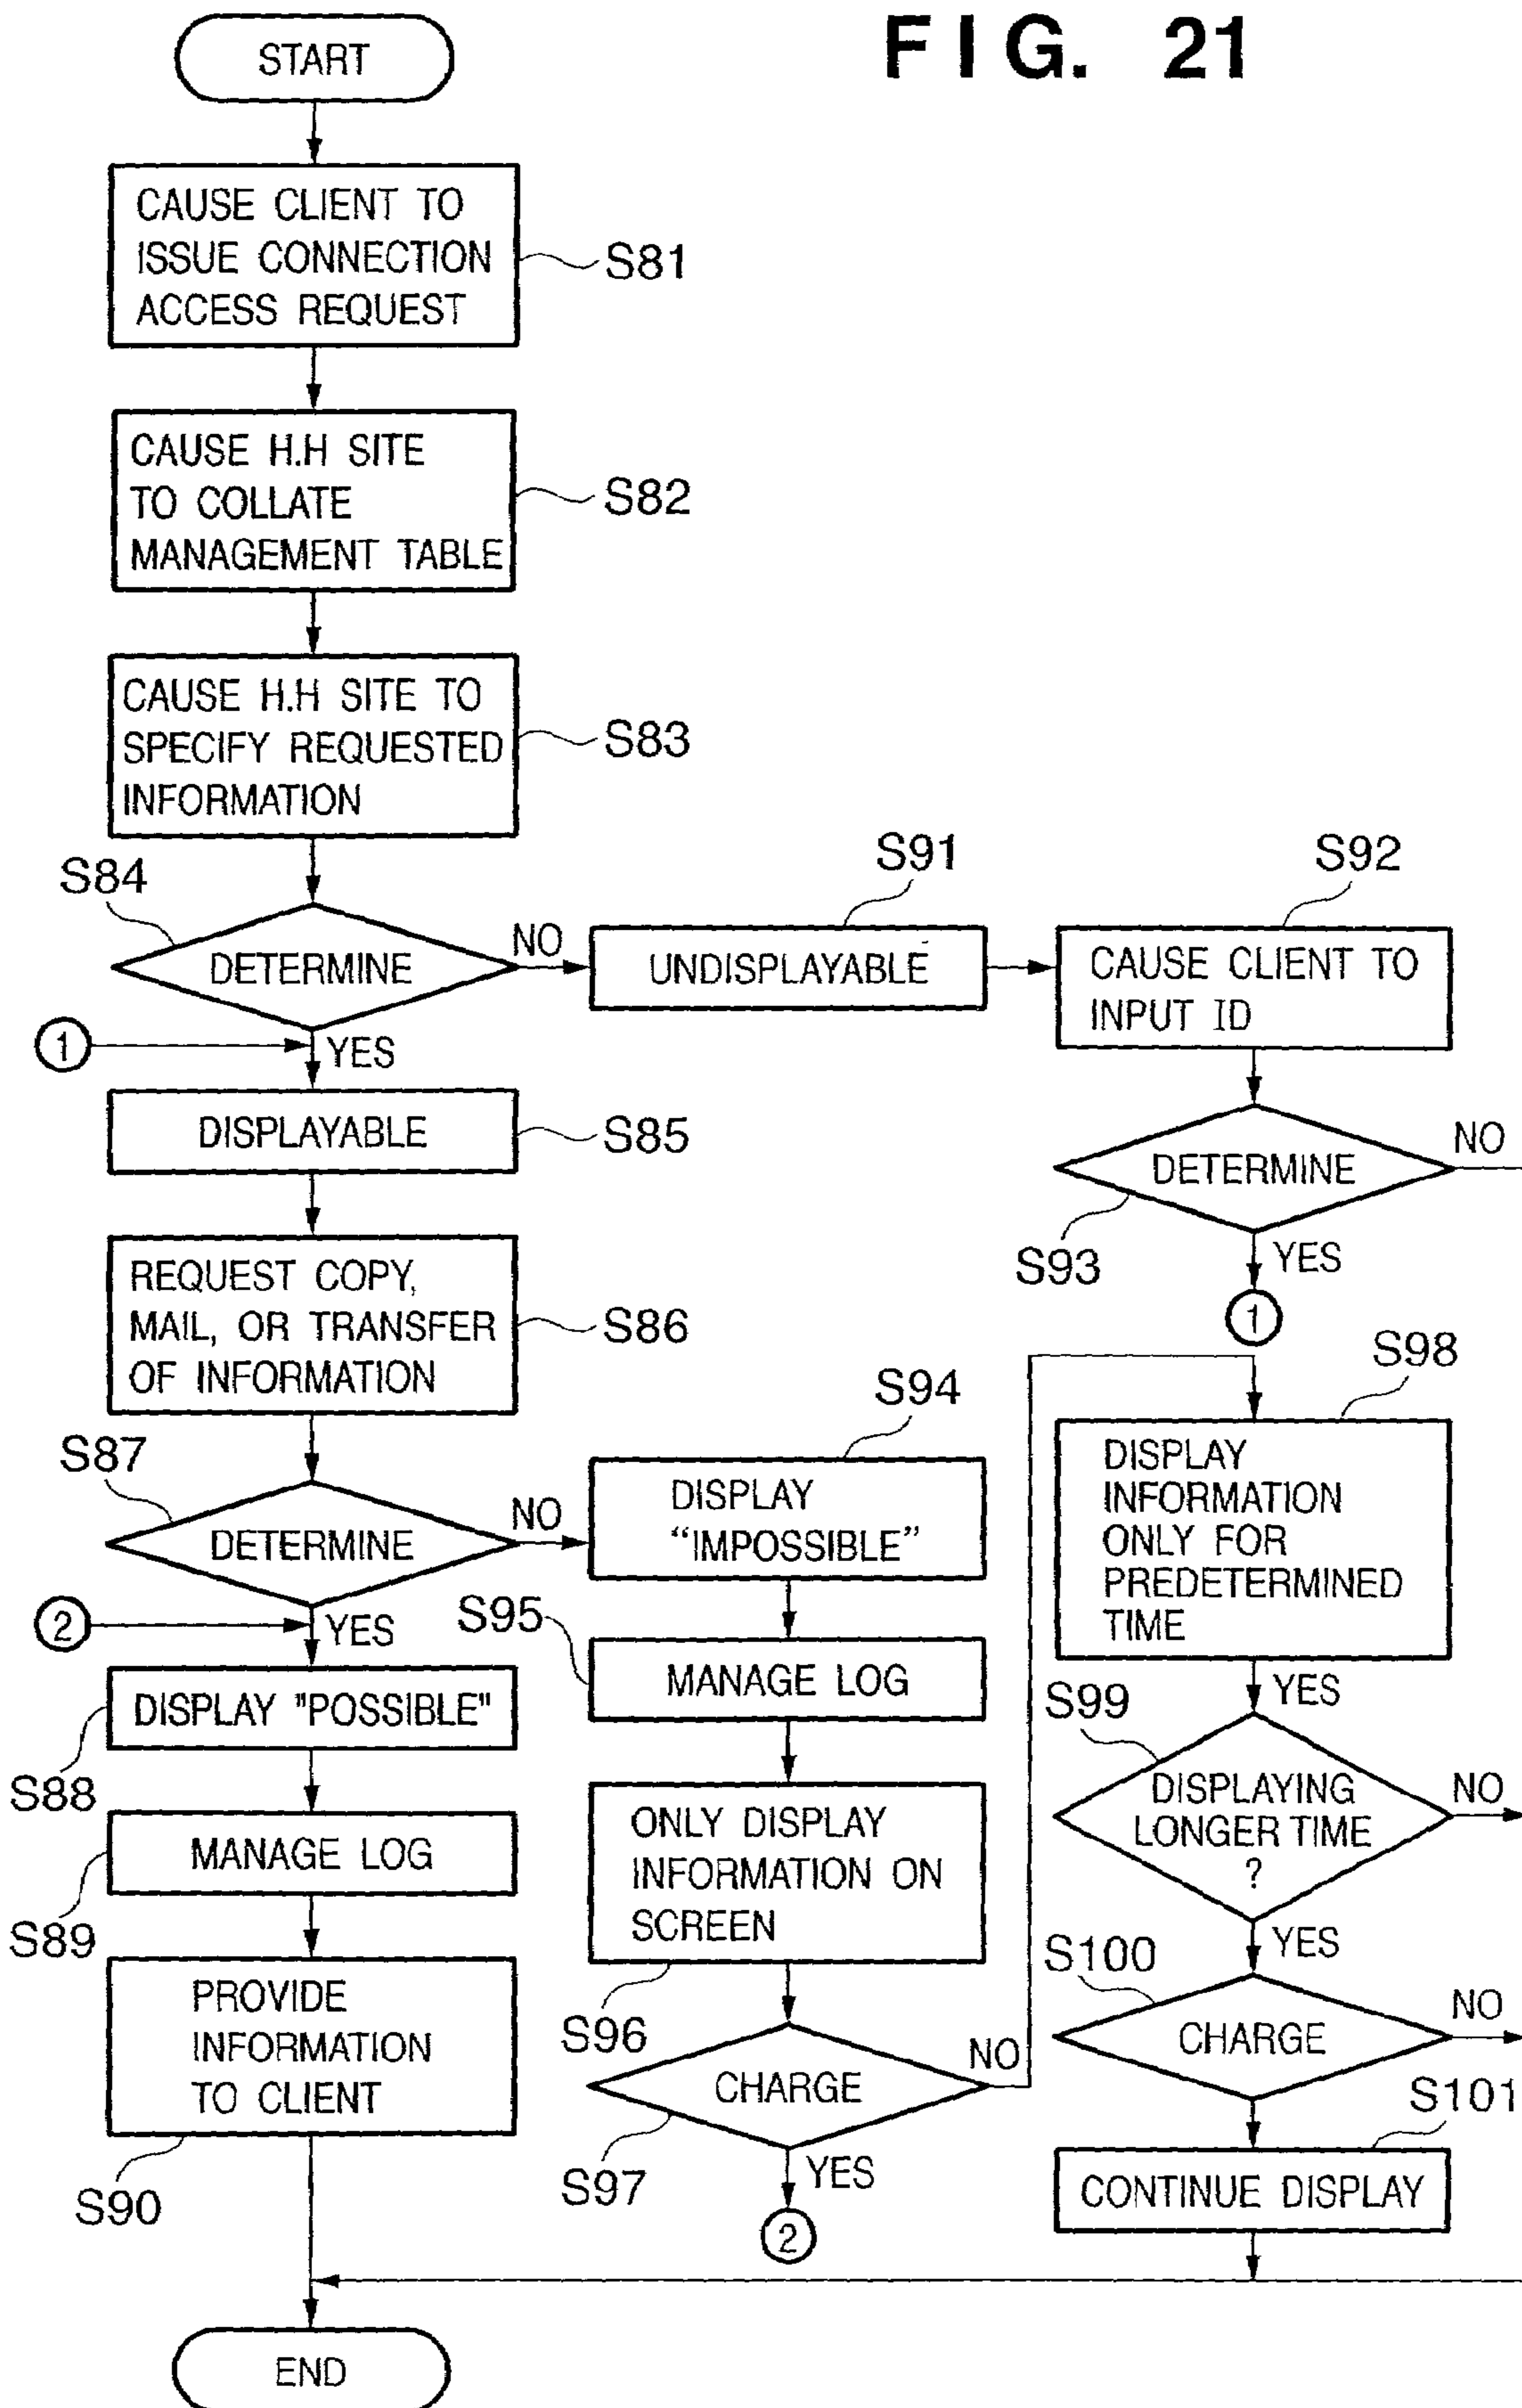 FIG. 21
START
CAUSE CLIENT TO
ISSUE CONNECTION
ACCESS REQUEST
S81
CAUSE H.H SITE
TO COLLATE
MANAGEMENT TABLE
S82
CAUSE H.H SITE TO
SPECIFY REQUESTED
INFORMATION
S83
S84
DETERMINE
NO
YES
1
S91
UNDISPLAYABLE
S92
CAUSE CLIENT TO
INPUT ID
DETERMINE
NO
S93
YES
1
DISPLAYABLE
S85
REQUEST COPY,
MAIL, OR TRANSFER
OF INFORMATION
S86
S87
DETERMINE
NO
YES
2
DISPLAY "POSSIBLE"
S88
MANAGE LOG
S89
PROVIDE
INFORMATION
TO CLIENT
S90
S94
DISPLAY
“IMPOSSIBLE”
S95
MANAGE LOG
ONLY DISPLAY
INFORMATION ON
SCREEN
S96
CHARGE
NO
S97
YES
2
S98
DISPLAY
INFORMATION
ONLY FOR
PREDETERMINED
TIME
YES
S99
DISPLAYING
LONGER TIME
?
NO
YES
S100
CHARGE
NO
S101
CONTINUE DISPLAY
END